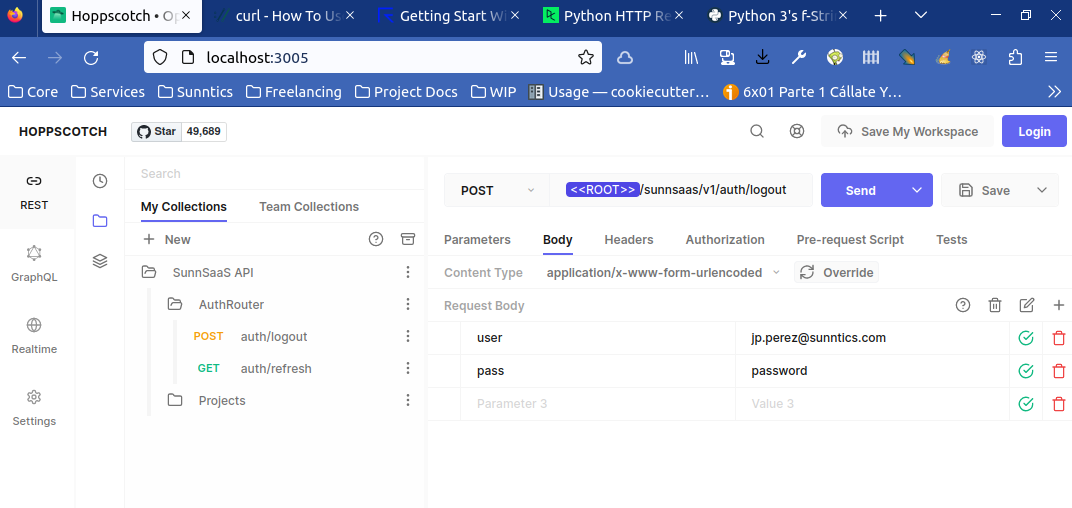 Hoppscotch • O
curl - How To Us
Getting Start Wi
Python HTTP Re
Python 3's f-Stri
localhost:3005
Core
Services
Sunntics
Freelancing
Project Docs
WIP
Usage — cookiecutter…
6x01 Parte 1 Cállate Y…
HOPPSCOTCH
Star 49,689
Save My Workspace
Login
REST
GraphQL
Realtime
Settings
Search
My Collections Team Collections
New
SunnSaaS API
AuthRouter
POST auth/logout
GET auth/refresh
Projects
POST <<ROOT>>/sunnsaas/v1/auth/logout Send Save
Parameters Body Headers Authorization Pre-request Script Tests
Content Type application/x-www-form-urlencoded Override
Request Body
user jp.perez@sunntics.com
pass password
Parameter 3 Value 3